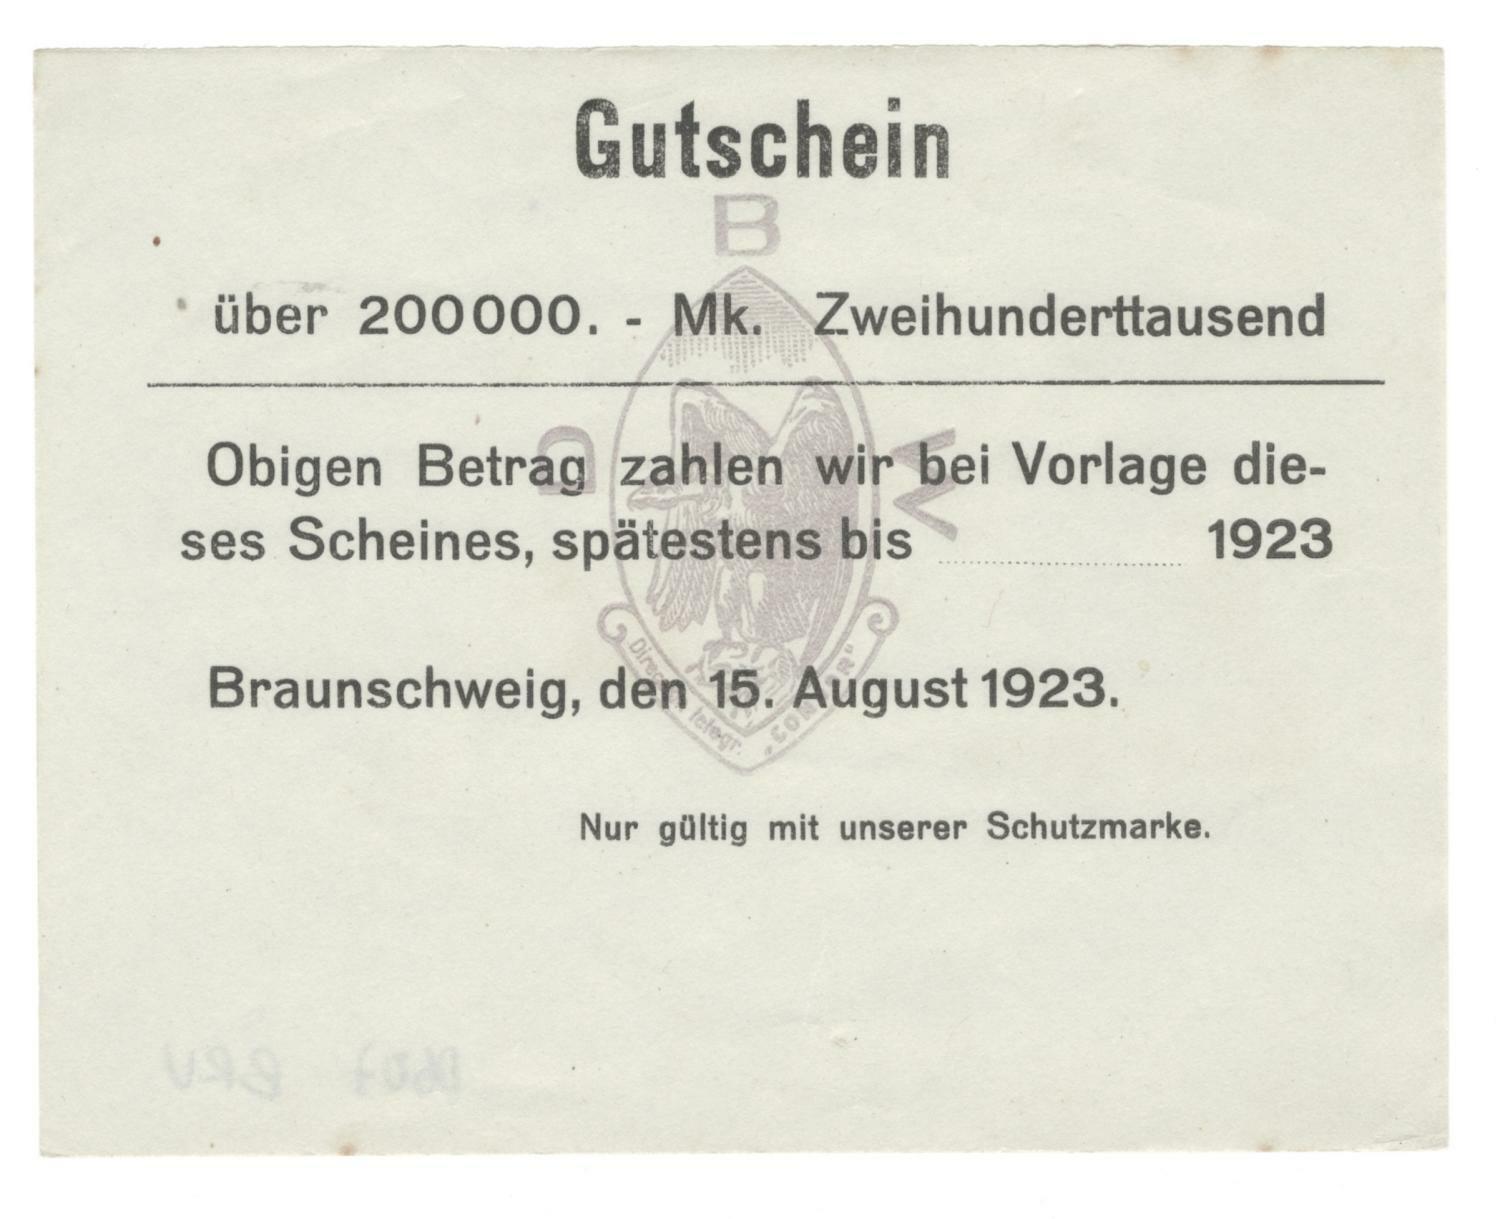 Gutschein
B
über 200000. - Mk. Zweihunderttausend
G
W
Obigen Betrag zahlen wir bei Vorlage die-
ses Scheines, spätestens bis 1923
Braunschweig, den 15. August 1923.
telegr.
Nur gültig mit unserer Schutzmarke.